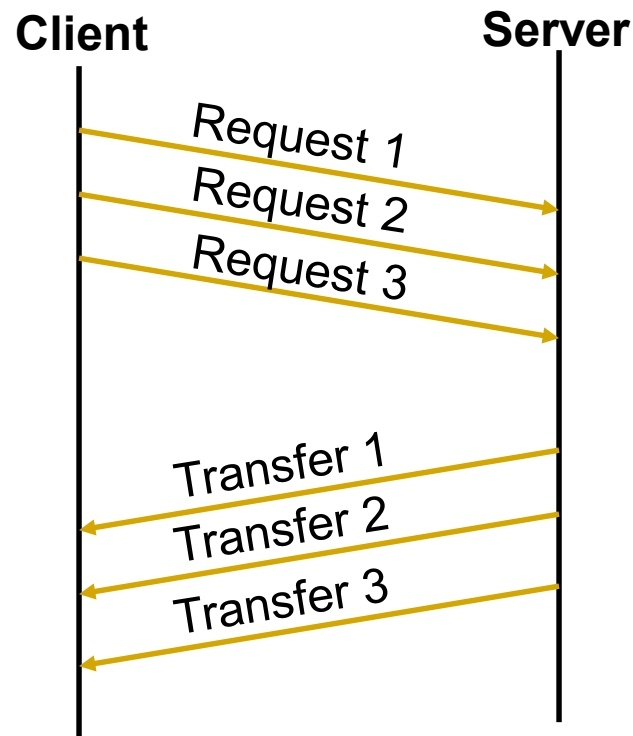 Client
Server
Request 1
Request 2
Request 3
Transfer 1
Transfer 2
Transfer 3